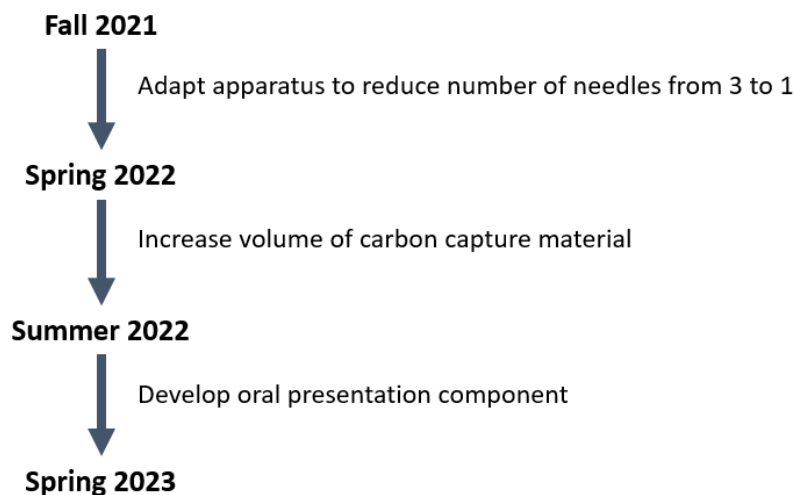 Fall 2021
Adapt apparatus to reduce number of needles from 3 to 1
Spring 2022
Increase volume of carbon capture material
Summer 2022
Develop oral presentation component
Spring 2023